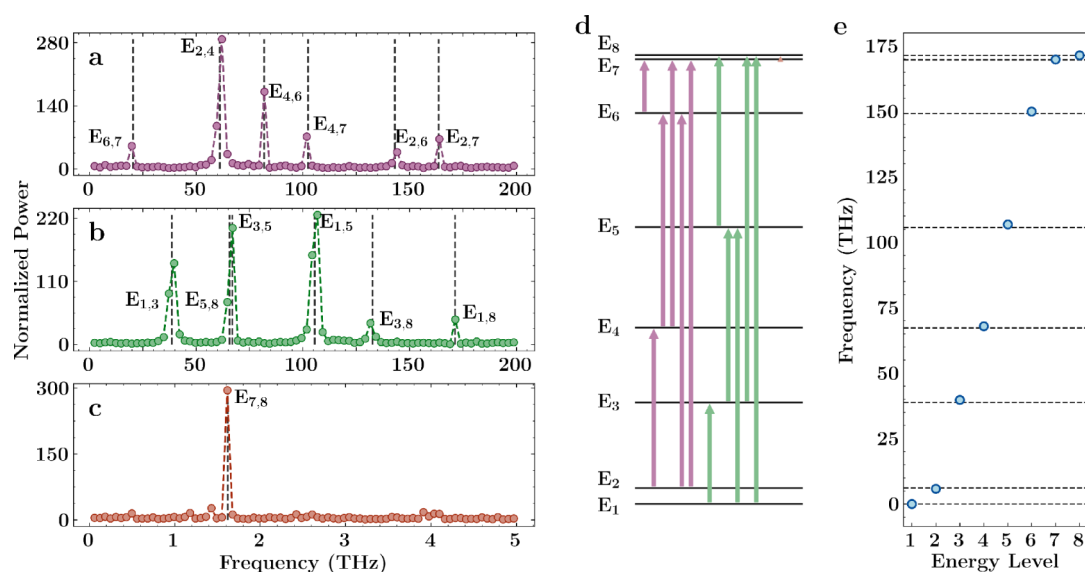 a
280
140
0
E2,4
E4,6
E6,7
E4,7
E2,6
E2,7
0 50 100 150 200
Normalized Power
b
220
110
0
E3.5
E1,5
E1,3
E5,8
E3.8
E1,8
0 50 100 150 200
c
300
150
0
E7,8
0 1 2 3 4 5
Frequency (THz)
d
E8
E7
E6
E5
E4
E3
E2
E1
e
175
150
125
100
75
50
25
0
Frequency (THz)
1 2 3 4 5 6 7 8
Energy Level